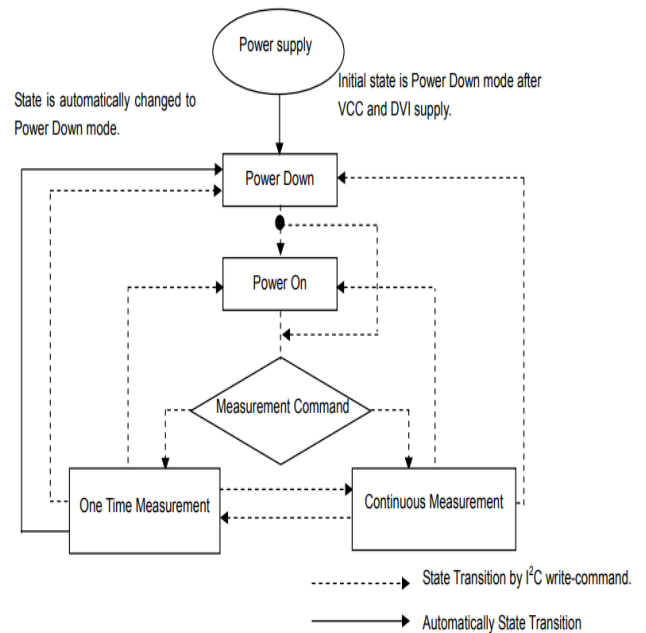 Power supply
Initial state is Power Down mode after
VCC and DVI supply.
State is automatically changed to
Power Down mode.
Power Down
Power On
Measurement Command
One Time Measurement
Continuous Measurement
State Transition by I²C write-command.
Automatically State Transition